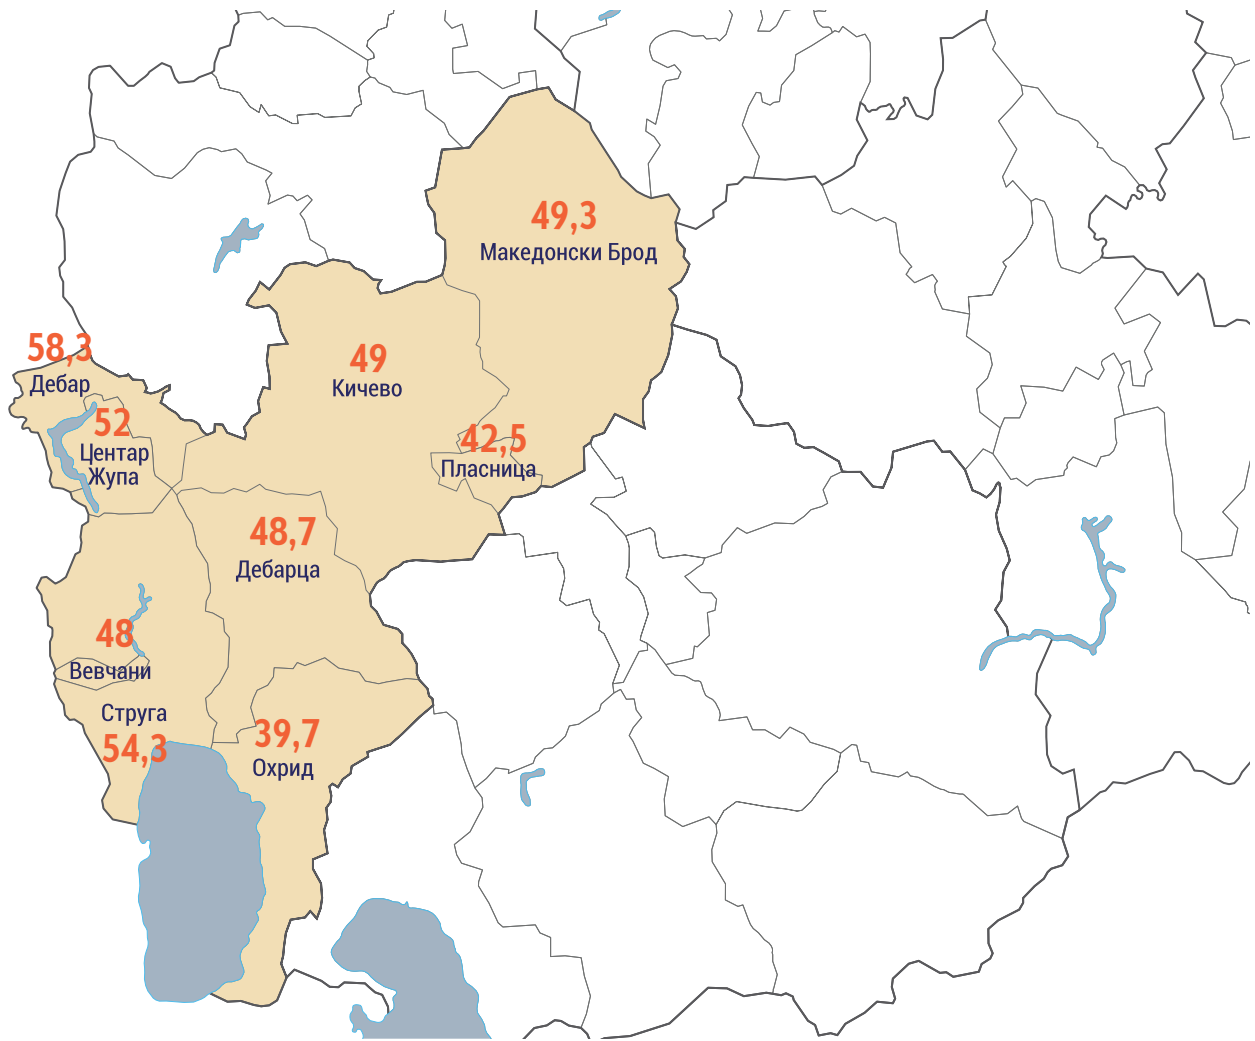 49,3
Македонски Брод
58,3
Дебар
49
Кичево
52
Центар
Жупа
42,5
Пласница
48,7
Дебарца
48
Вевчани
Струга
54,3
39,7
Охрид